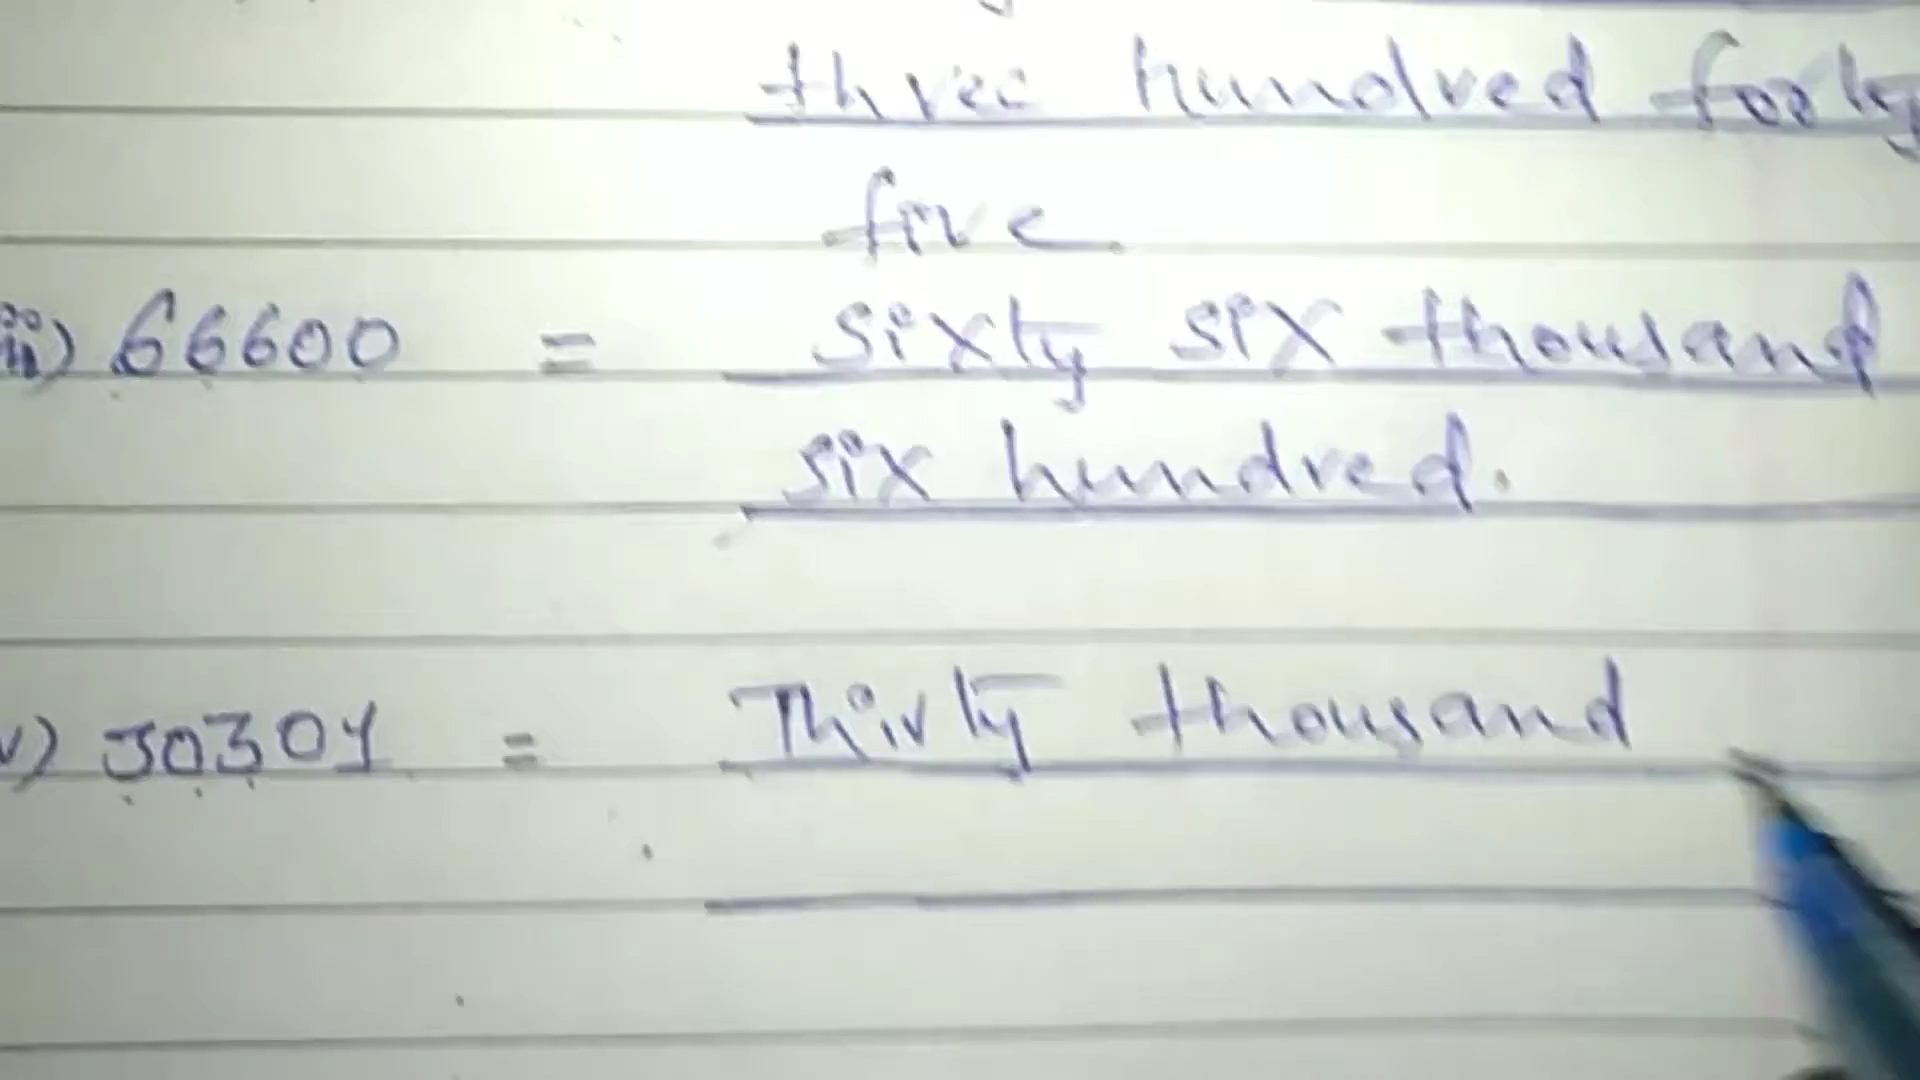 three hundred forty
five
iii) 66600 = Sixty six thousand
six hundred.
v) 30301 = Thirty thousand